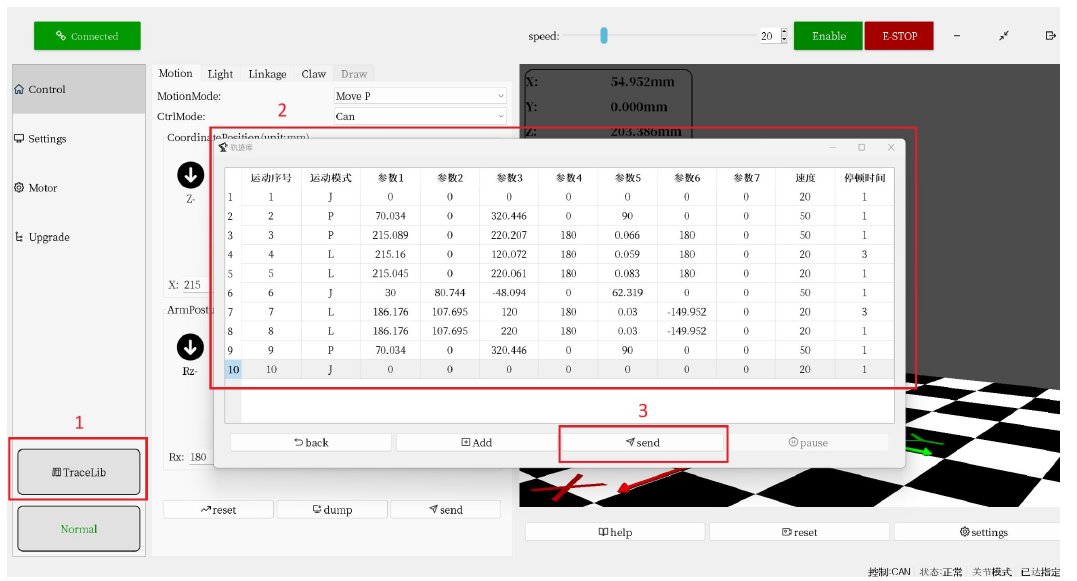 Connected
speed:
20
Enable
E-STOP
Control
Settings
Motor
Upgrade
1
TraceLib
Normal
Motion Light Linkage Claw Draw
MotionMode: Move P
CtrlMode: Can
2
CoordinatePosition(unit:mm)
Z-
X: 215
Rz-
Rx: 180
X: 54.952mm
Y: 0.000mm
Z: 203.386mm
轨迹库
运动序号 运动模式 参数1 参数2 参数3 参数4 参数5 参数6 参数7 速度 停顿时间
1 1 J 0 0 0 0 0 0 0 20 1
2 2 P 70.034 0 320.446 0 90 0 0 50 1
3 3 P 215.089 0 220.207 180 0.066 180 0 50 1
4 4 L 215.16 0 120.072 180 0.059 180 0 20 3
5 5 L 215.045 0 220.061 180 0.083 180 0 20 1
6 6 J 30 80.744 -48.094 0 62.319 0 0 50 1
7 7 L 186.176 107.695 120 180 0.03 -149.952 0 20 3
8 8 L 186.176 107.695 220 180 0.03 -149.952 0 20 1
9 9 P 70.034 0 320.446 0 90 0 0 50 1
10 10 J 0 0 0 0 0 0 0 20 1
3
back Add send pause
reset dump send
help reset settings
控制:CAN 状态:正常 关节模式 已达指定